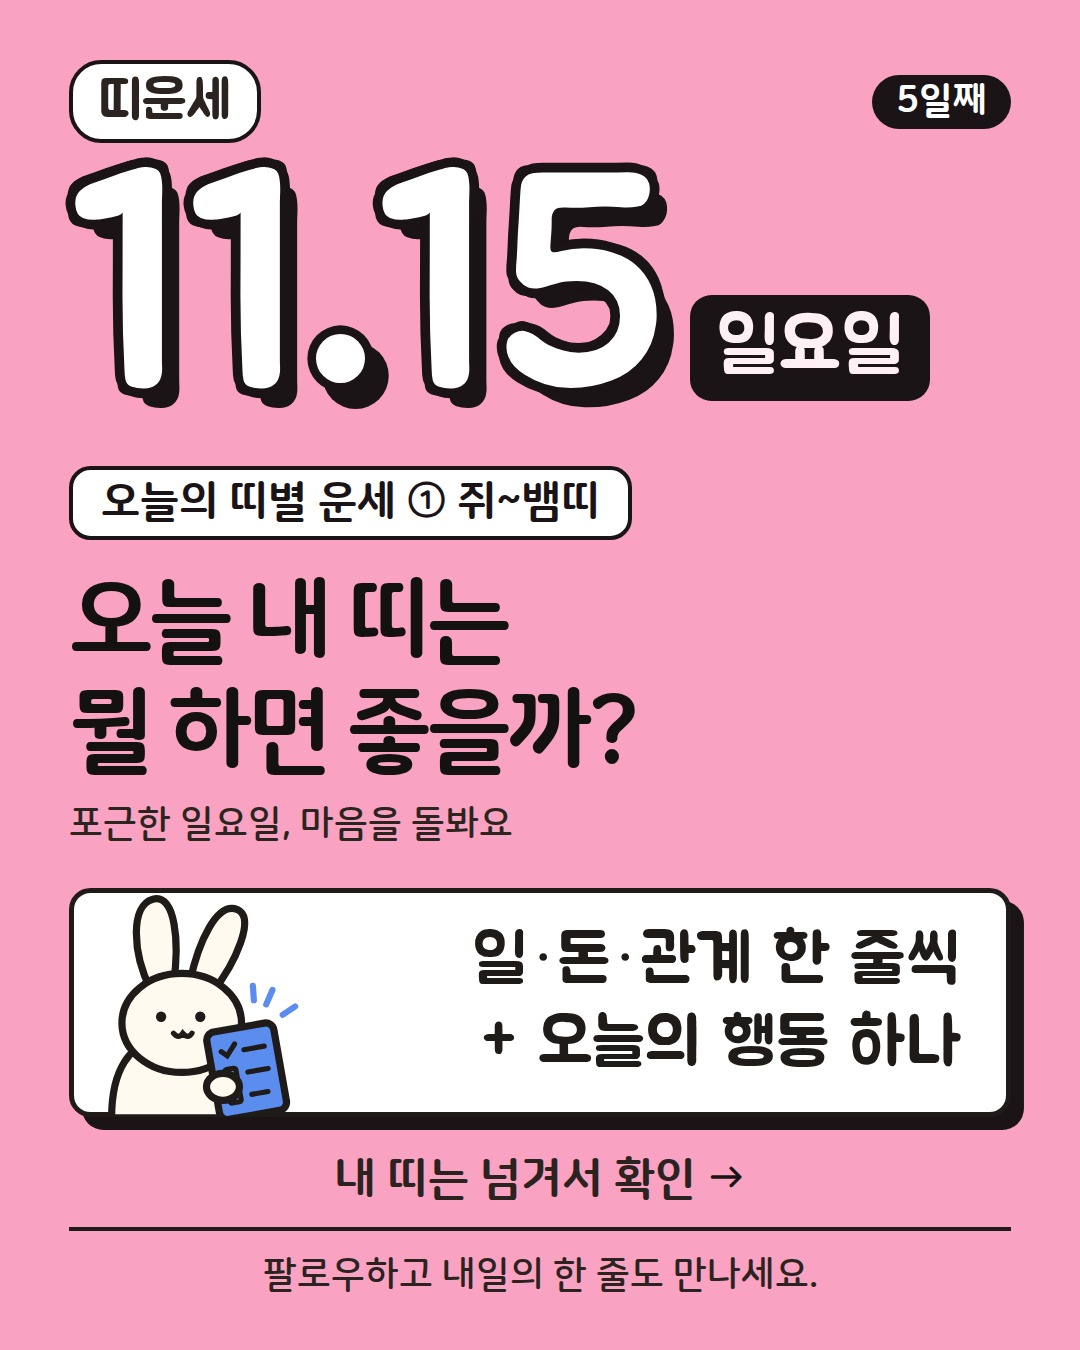 띠운세
5일째
11.15
일요일
오늘의 띠별 운세 ① 쥐~뱀띠
오늘 내 띠는
뭘 하면 좋을까?
포근한 일요일, 마음을 돌봐요
일·돈·관계 한 줄씩
+ 오늘의 행동 하나
내 띠는 넘겨서 확인 →
팔로우하고 내일의 한 줄도 만나세요.